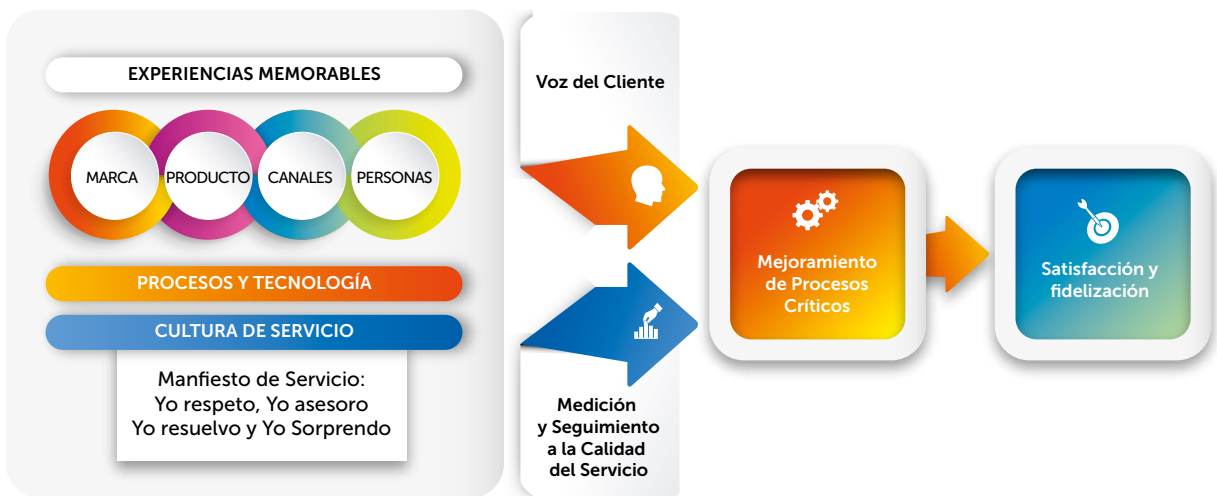 EXPERIENCIAS MEMORABLES
MARCA
PRODUCTO
CANALES
PERSONAS
PROCESOS Y TECNOLOGÍA
CULTURA DE SERVICIO
Manfiesto de Servicio:
Yo respeto, Yo asesoro
Yo resuelvo y Yo Sorprendo
Voz del Cliente
Medición
y Seguimiento
a la Calidad
del Servicio
Mejoramiento
de Procesos
Críticos
Satisfacción y
fidelización